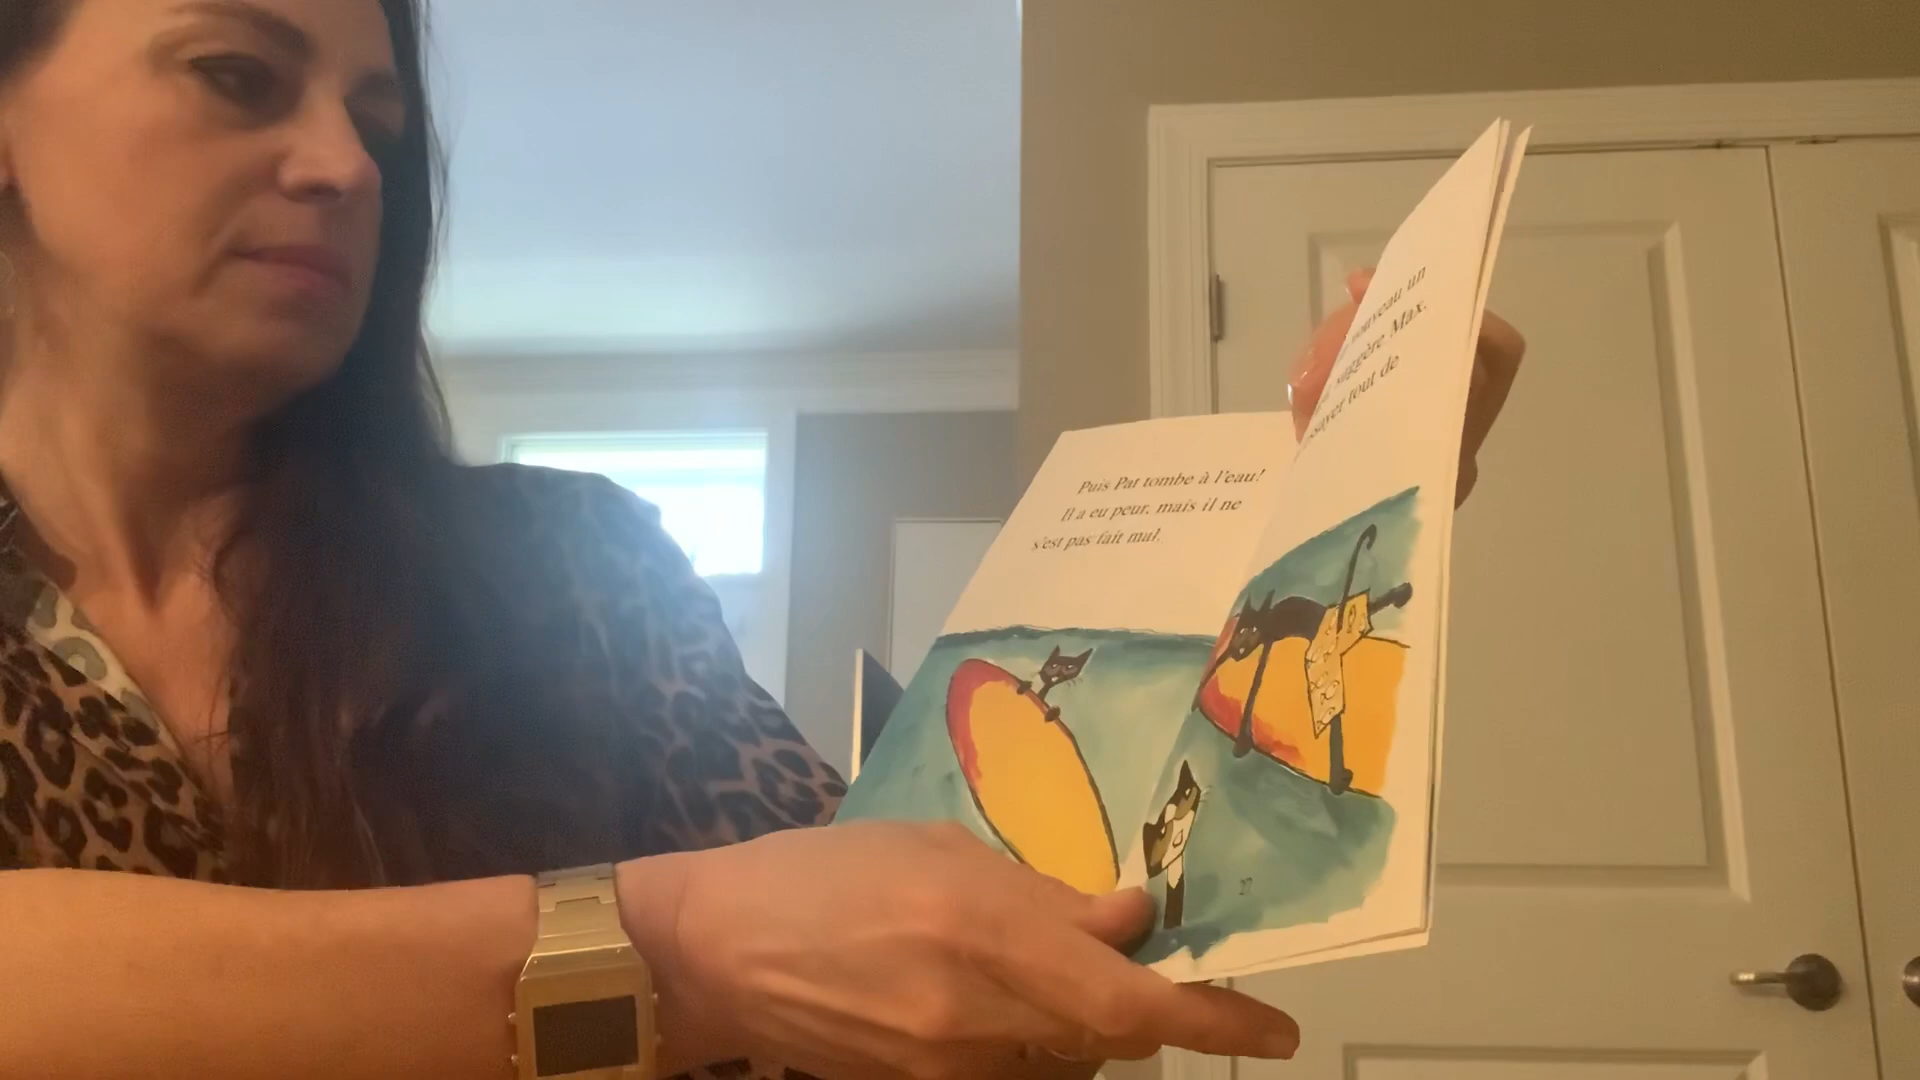 Puis Pat tombe à l'eau!
Il a eu peur, mais il ne
s'est pas fait mal.
nouveau un
suggère Max.
essayer tout de